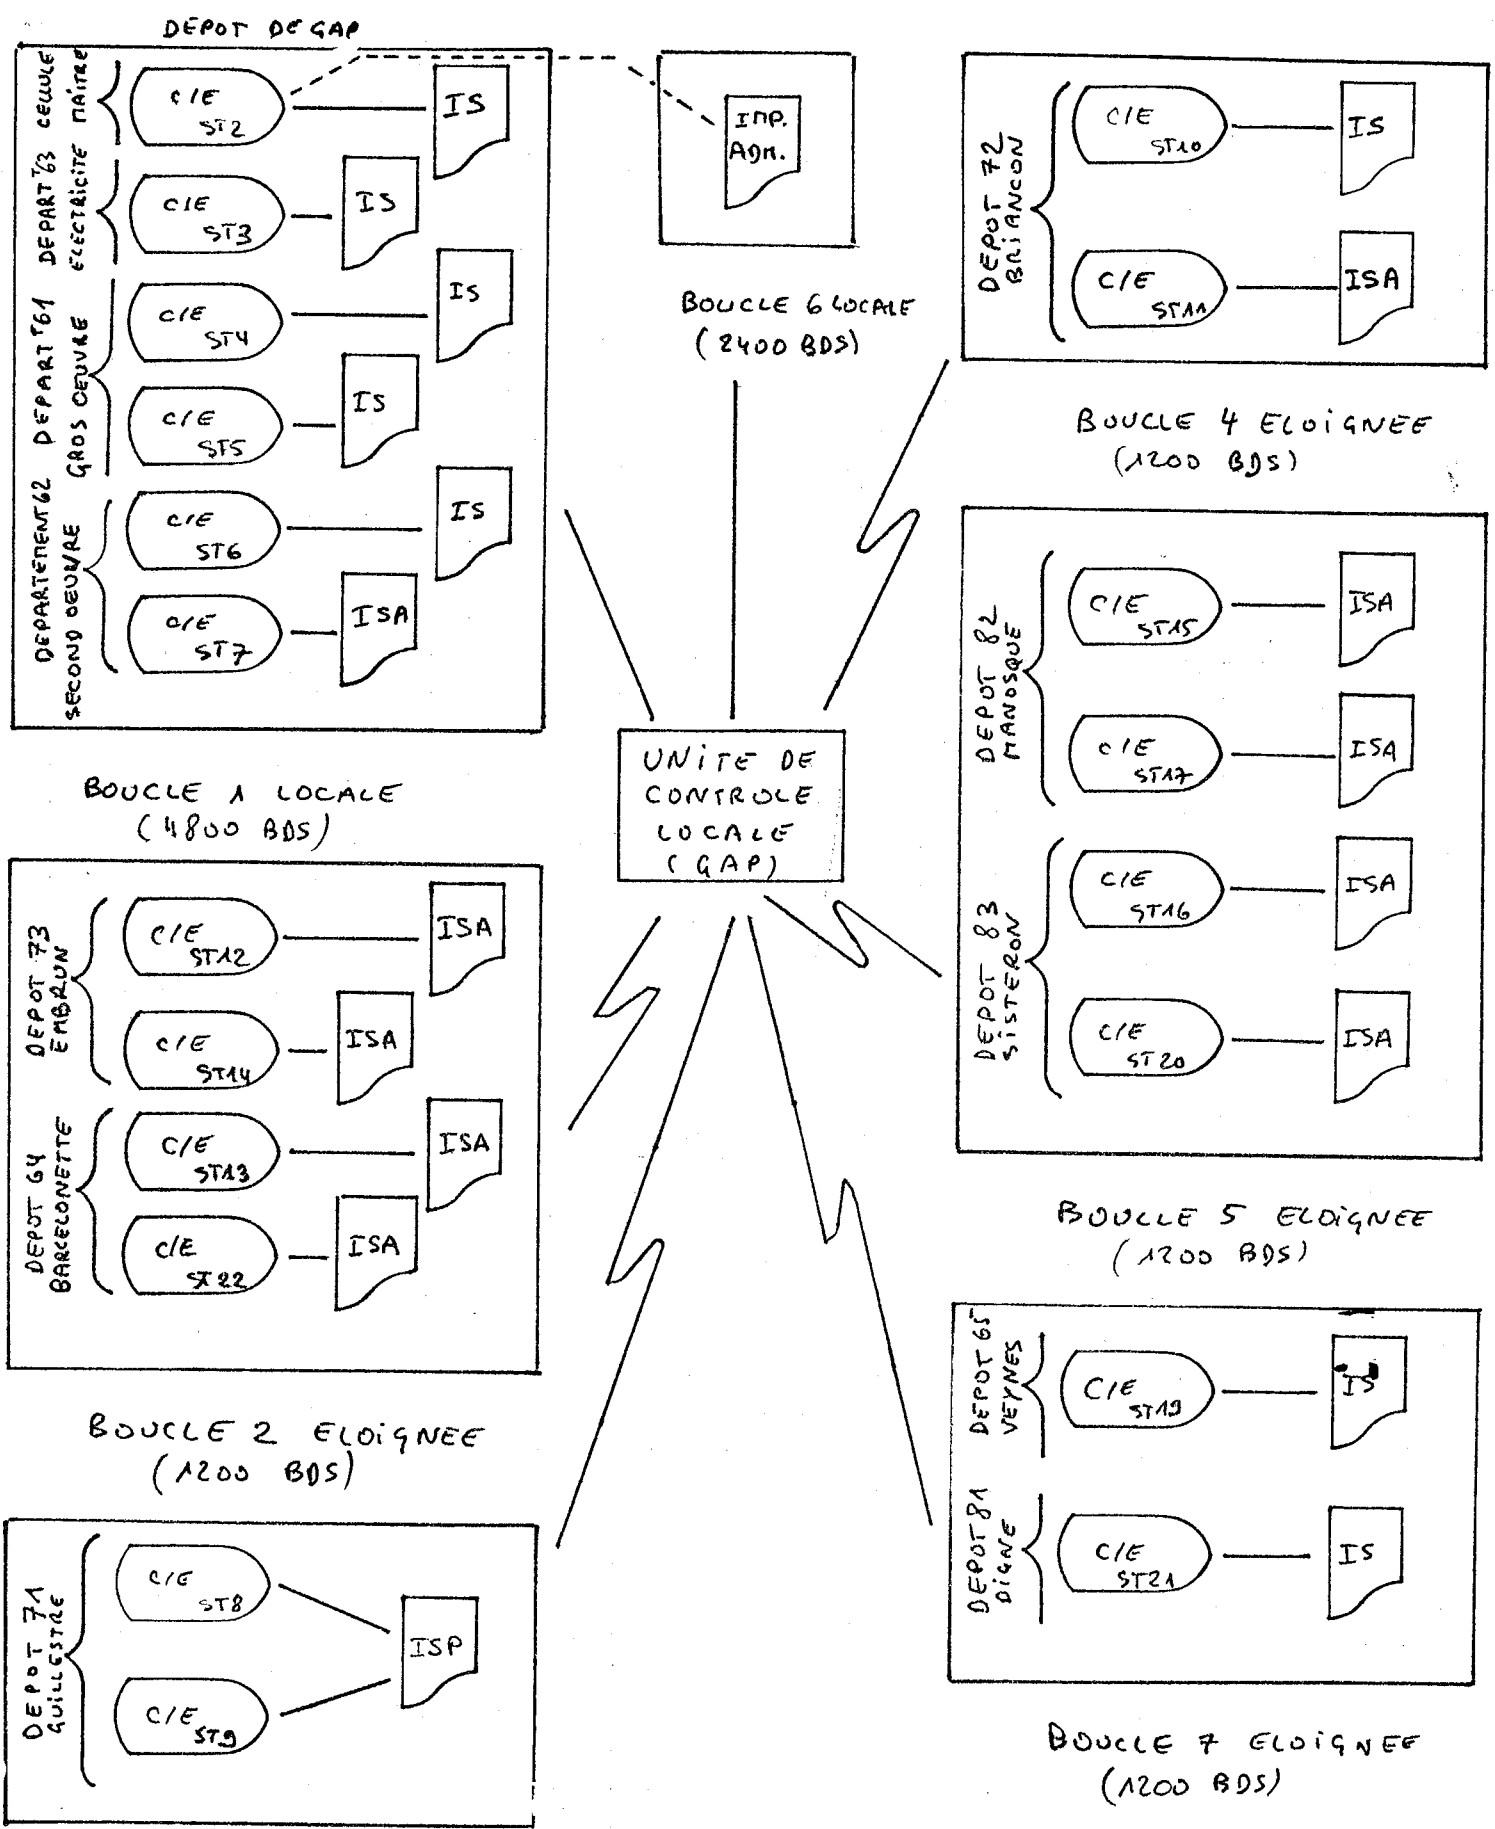 DEPOT DE GAP
CELLULE
MAITRE
C/E
ST2
IS
DEPART† 63
ELECTRICITE
C/E
ST3
IS
DEPART† 61
GROS OEUVRE
C/E
ST4
IS
C/E
ST5
IS
DEPARTEMENT 62
SECOND OEUVRE
C/E
ST6
IS
C/E
ST7
ISA
BOUCLE 1 LOCALE
(4800 BDS)
IMP.
ADM.
BOUCLE 6 LOCALE
(2400 BDS)
DEPOT 72
BRIANCON
C/E
ST10
IS
C/E
ST11
ISA
BOUCLE 4 ELOIGNEE
(1200 BDS)
UNITE DE
CONTROLE
LOCALE
(GAP)
DEPOT 82
MANOSQUE
C/E
ST15
ISA
C/E
ST17
ISA
DEPOT 83
SISTERON
C/E
ST16
ISA
C/E
ST20
ISA
BOUCLE 5 ELOIGNEE
(1200 BDS)
DEPOT 73
EMBRUN
C/E
ST12
ISA
C/E
ST14
ISA
DEPOT 64
BARCELONETTE
C/E
ST13
ISA
C/E
ST22
ISA
BOUCLE 2 ELOIGNEE
(1200 BDS)
DEPOT 65
VEYNES
C/E
ST19
IS
DEPOT 81
DIGNE
C/E
ST21
IS
BOUCLE 7 ELOIGNEE
(1200 BDS)
DEPOT 71
GUILLESTRE
C/E
ST8
C/E
ST9
ISP